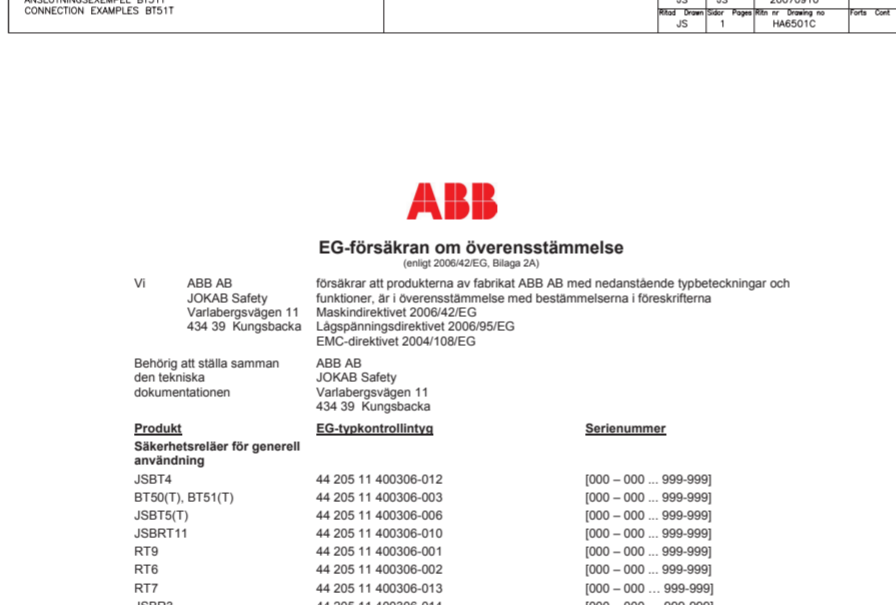 CONNECTION EXAMPLES BT51T
JS JS 20070910
Ritad Drawn Sidor Pages Ritn nr Drawing no Forts Cont
JS 1 HA6501C
ABB
EG-försäkran om överensstämmelse
(enligt 2006/42/EG, Bilaga 2A)
Vi ABB AB försäkrar att produkterna av fabrikat ABB AB med nedanstående typbeteckningar och
JOKAB Safety funktioner, är i överensstämmelse med bestämmelserna i föreskrifterna
Varlabergsvägen 11 Maskindirektivet 2006/42/EG
434 39 Kungsbacka Lågspänningsdirektivet 2006/95/EG
EMC-direktivet 2004/108/EG
Behörig att ställa samman ABB AB
den tekniska JOKAB Safety
dokumentationen Varlabergsvägen 11
434 39 Kungsbacka
Produkt EG-typkontrollintyg Serienummer
Säkerhetsreläer för generell
användning
JSBT4 44 205 11 400306-012 [000 – 000 ... 999-999]
BT50(T), BT51(T) 44 205 11 400306-003 [000 – 000 ... 999-999]
JSBT5(T) 44 205 11 400306-006 [000 – 000 ... 999-999]
JSBRT11 44 205 11 400306-010 [000 – 000 ... 999-999]
RT9 44 205 11 400306-001 [000 – 000 ... 999-999]
RT6 44 205 11 400306-002 [000 – 000 ... 999-999]
RT7 44 205 11 400306-013 [000 – 000 … 999-999]